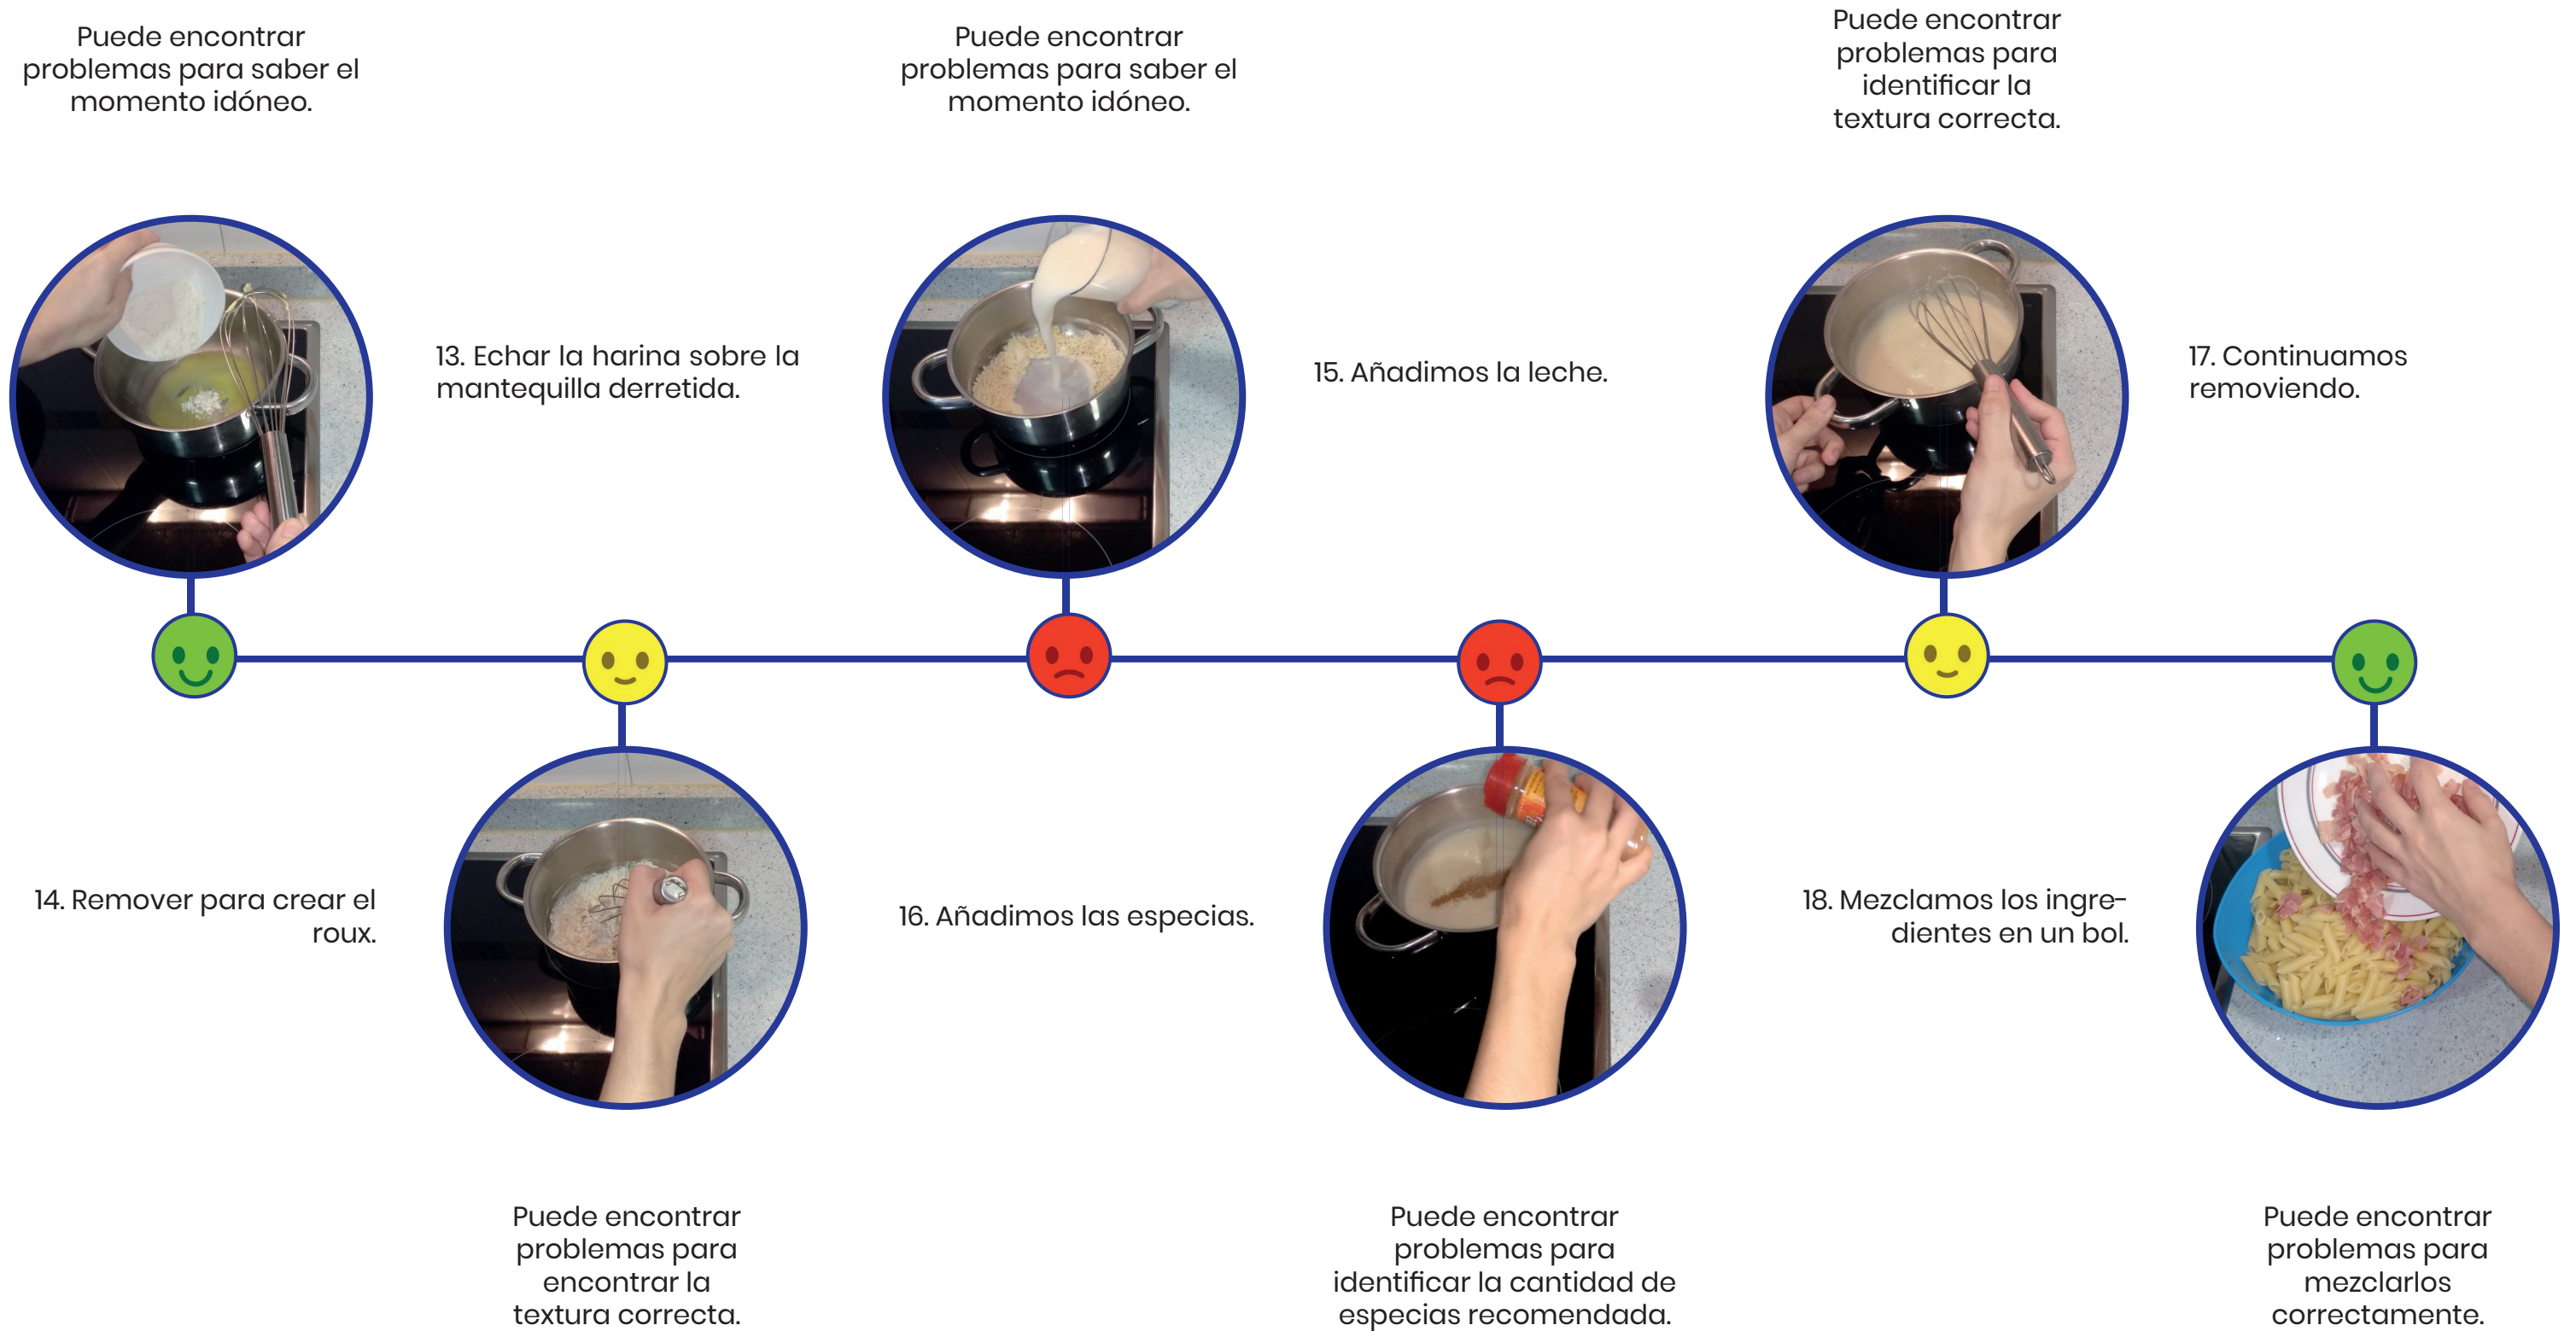 Puede encontrar
problemas para saber el
momento idóneo.
13. Echar la harina sobre la
mantequilla derretida.
14. Remover para crear el
roux.
Puede encontrar
problemas para
encontrar la
textura correcta.
Puede encontrar
problemas para saber el
momento idóneo.
15. Añadimos la leche.
16. Añadimos las especias.
Puede encontrar
problemas para
identificar la cantidad de
especias recomendada.
Puede encontrar
problemas para
identificar la
textura correcta.
17. Continuamos
removiendo.
18. Mezclamos los ingre-
dientes en un bol.
Puede encontrar
problemas para
mezclarlos
correctamente.